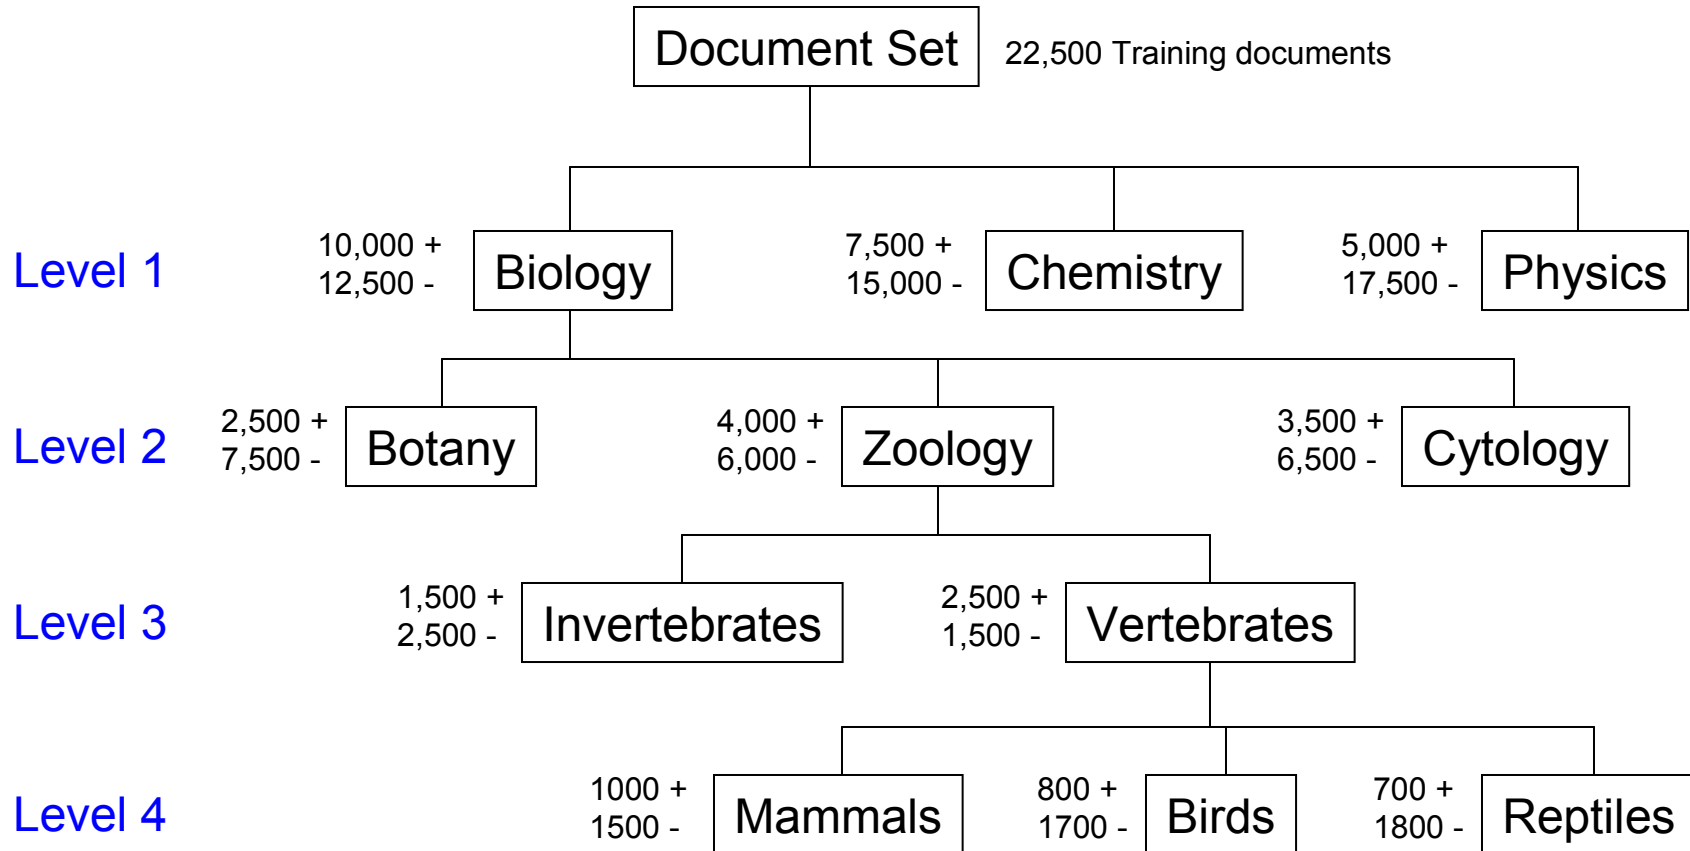 Document Set
22,500 Training documents
Level 1
10,000 +
12,500 -
Biology
7,500 +
15,000 -
Chemistry
5,000 +
17,500 -
Physics
Level 2
2,500 +
7,500 -
Botany
4,000 +
6,000 -
Zoology
3,500 +
6,500 -
Cytology
Level 3
1,500 +
2,500 -
Invertebrates
2,500 +
1,500 -
Vertebrates
Level 4
1000 +
1500 -
Mammals
800 +
1700 -
Birds
700 +
1800 -
Reptiles